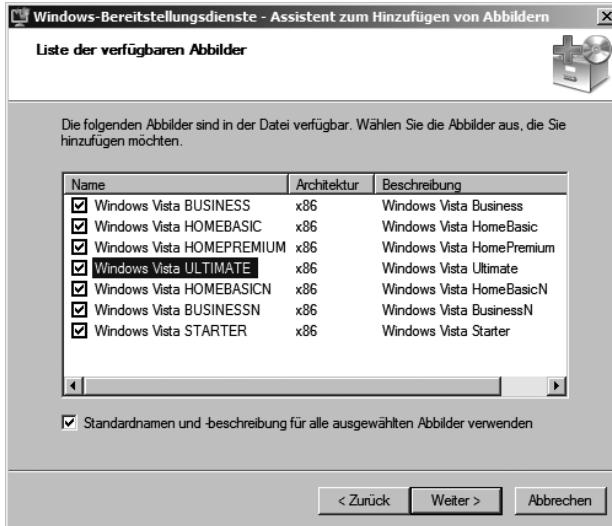 Windows-Bereitstellungsdienste - Assistent zum Hinzufügen von Abbildern
Liste der verfügbaren Abbilder
Die folgenden Abbilder sind in der Datei verfügbar. Wählen Sie die Abbilder aus, die Sie
hinzufügen möchten.
Name Architektur Beschreibung
Windows Vista BUSINESS x86 Windows Vista Business
Windows Vista HOMEBASIC x86 Windows Vista HomeBasic
Windows Vista HOMEPREMIUM x86 Windows Vista HomePremium
Windows Vista ULTIMATE x86 Windows Vista Ultimate
Windows Vista HOMEBASICN x86 Windows Vista HomeBasicN
Windows Vista BUSINESSN x86 Windows Vista BusinessN
Windows Vista STARTER x86 Windows Vista Starter
Standardnamen und -beschreibung für alle ausgewählten Abbilder verwenden
< Zurück Weiter > Abbrechen